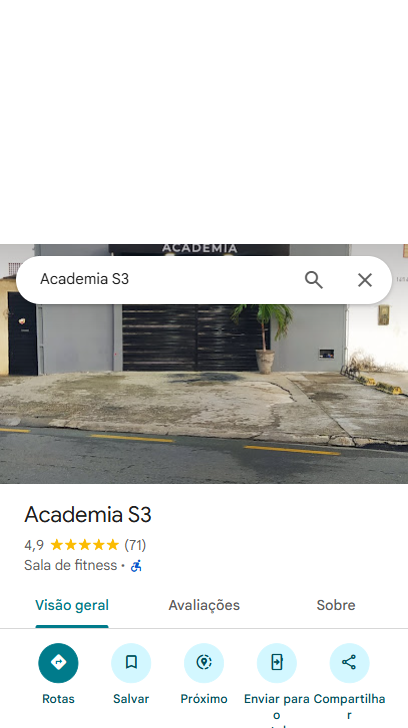 ACADEMIA
Academia S3
Academia S3
4,9 (71)
Sala de fitness ·
Visão geral
Avaliações
Sobre
Rotas
Salvar
Próximo
Enviar para o
Compartilhar